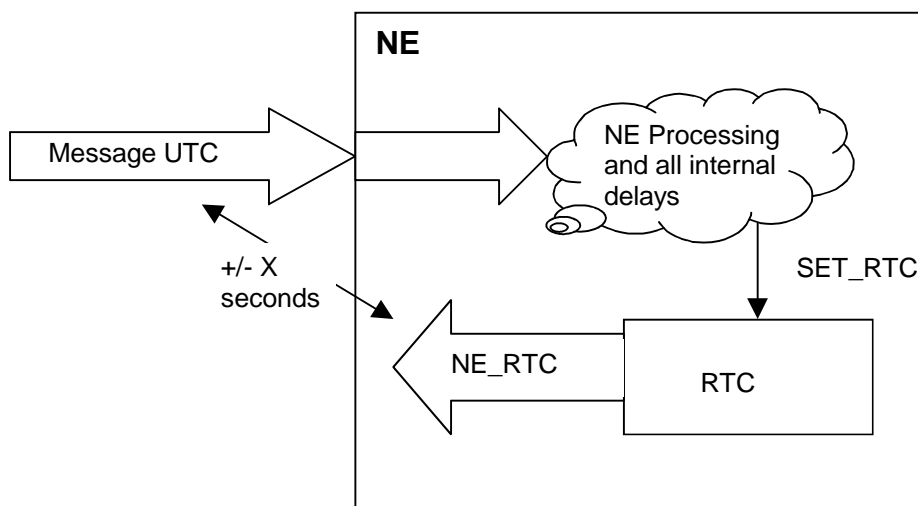 NE
Message UTC
NE Processing
and all internal
delays
+/- X
seconds
SET_RTC
NE_RTC
RTC